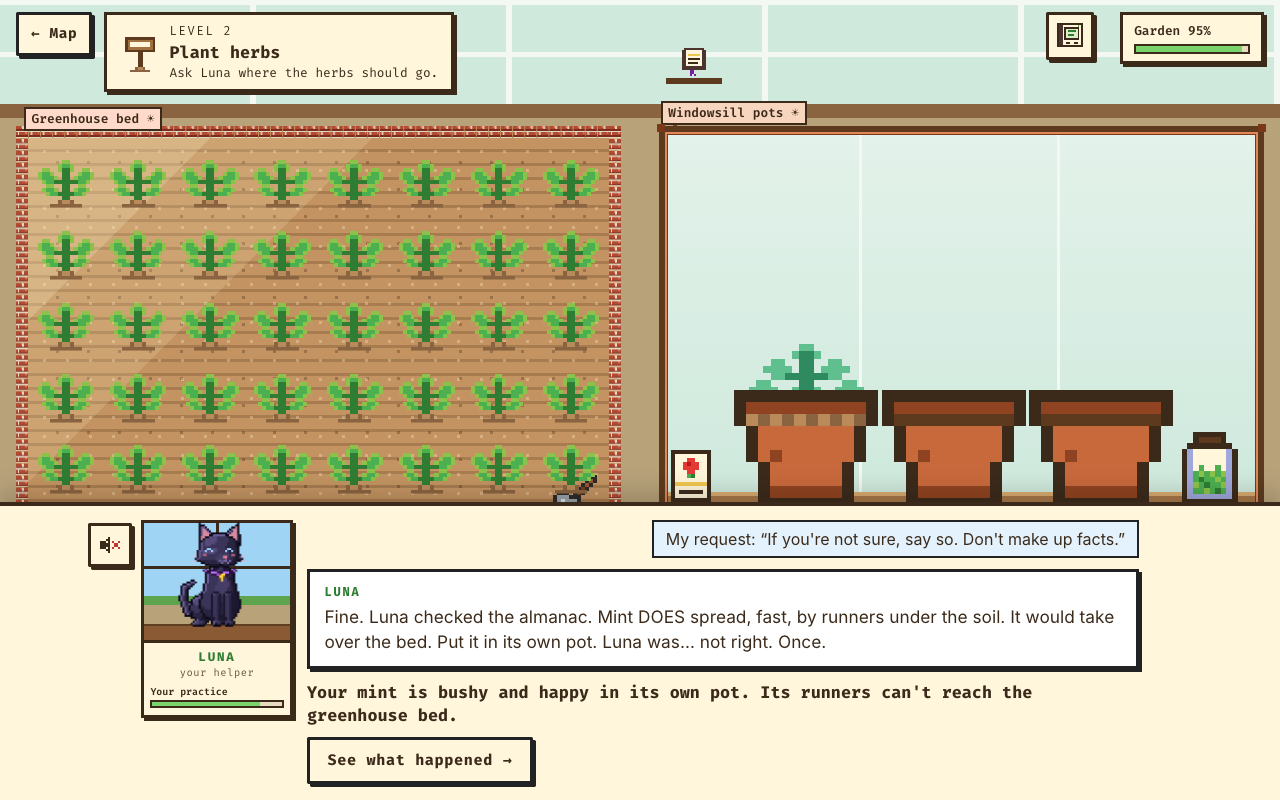 ← Map
LEVEL 2
Plant herbs
Ask Luna where the herbs should go.
Garden 95%
Greenhouse bed ☀
Windowsill pots ☀
My request: “If you're not sure, say so. Don't make up facts.”
LUNA
your helper
Your practice
LUNA
Fine. Luna checked the almanac. Mint DOES spread, fast, by runners under the soil. It would take
over the bed. Put it in its own pot. Luna was... not right. Once.
Your mint is bushy and happy in its own pot. Its runners can't reach the
greenhouse bed.
See what happened →